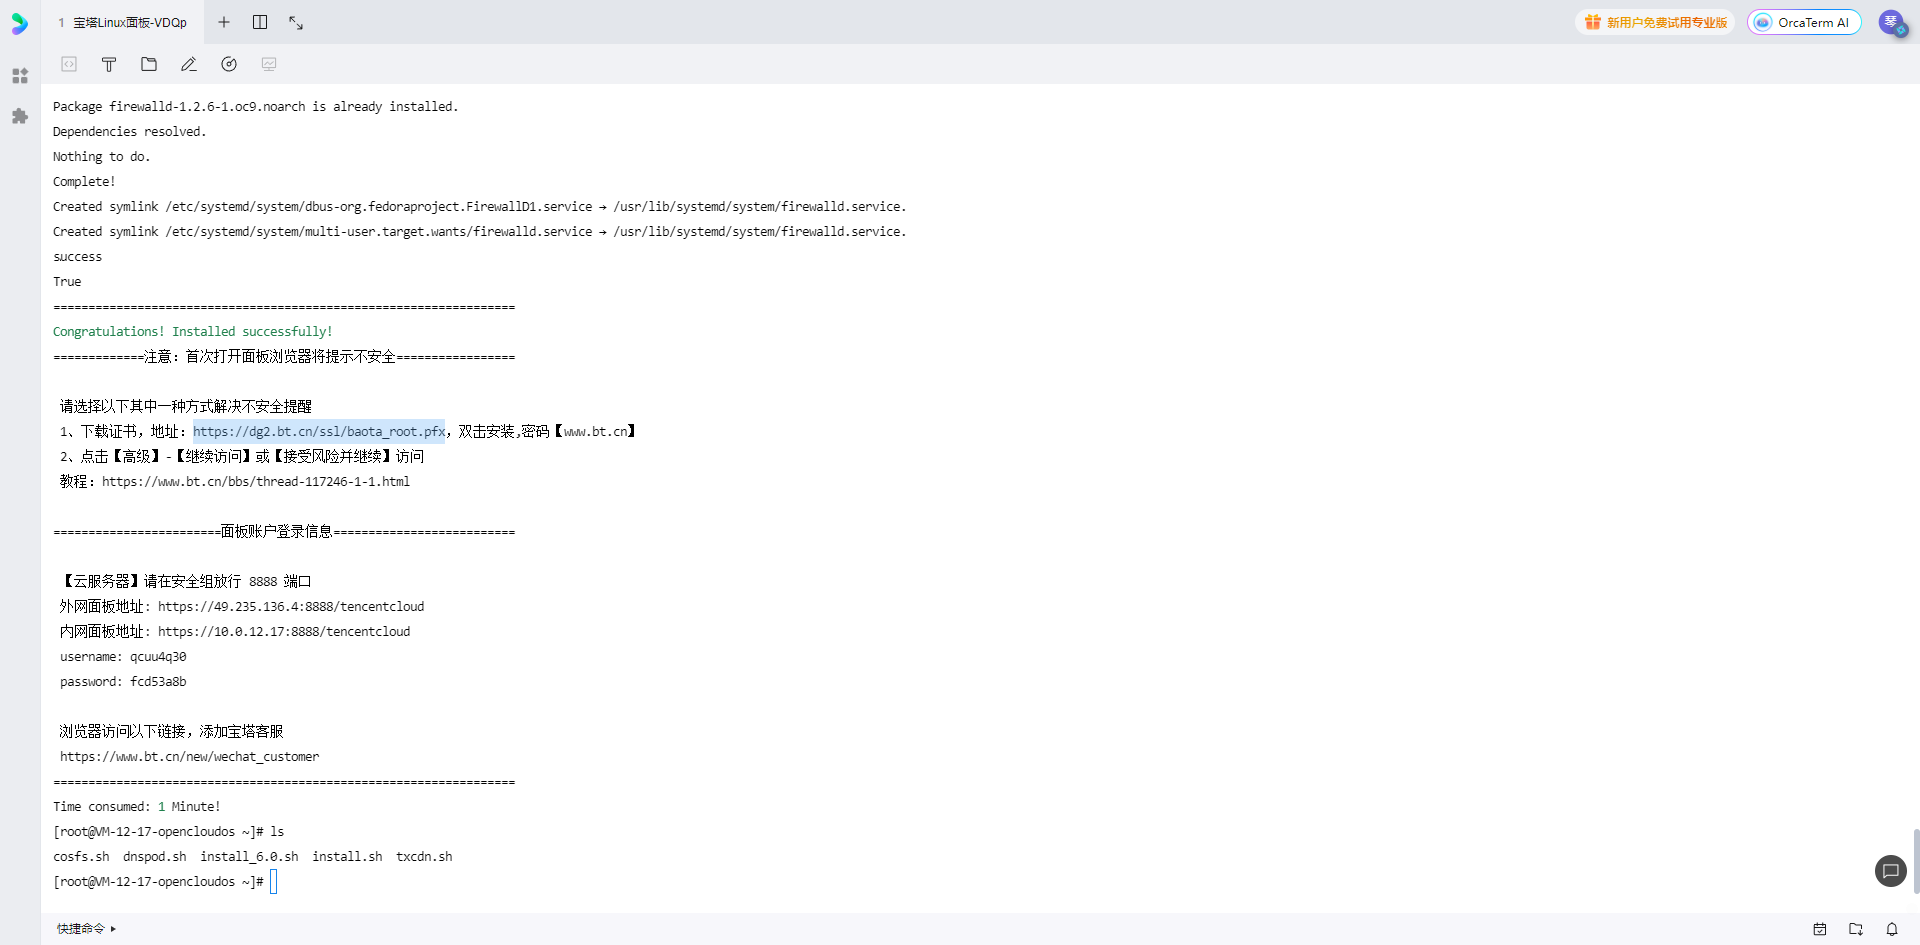 1 宝塔Linux面板-VDQp
新用户免费试用专业版
OrcaTerm AI
琴
Package firewalld-1.2.6-1.oc9.noarch is already installed.
Dependencies resolved.
Nothing to do.
Complete!
Created symlink /etc/systemd/system/dbus-org.fedoraproject.FirewallD1.service → /usr/lib/systemd/system/firewalld.service.
Created symlink /etc/systemd/system/multi-user.target.wants/firewalld.service → /usr/lib/systemd/system/firewalld.service.
success
True
==================================================================
Congratulations! Installed successfully!
=============注意：首次打开面板浏览器将提示不安全=================
请选择以下其中一种方式解决不安全提醒
1、下载证书，地址：https://dg2.bt.cn/ssl/baota_root.pfx，双击安装,密码【www.bt.cn】
2、点击【高级】-【继续访问】或【接受风险并继续】访问
教程：https://www.bt.cn/bbs/thread-117246-1-1.html
========================面板账户登录信息==========================
【云服务器】请在安全组放行 8888 端口
外网面板地址: https://49.235.136.4:8888/tencentcloud
内网面板地址: https://10.0.12.17:8888/tencentcloud
username: qcuu4q30
password: fcd53a8b
浏览器访问以下链接，添加宝塔客服
https://www.bt.cn/new/wechat_customer
==================================================================
Time consumed: 1 Minute!
[root@VM-12-17-opencloudos ~]# ls
cosfs.sh  dnspod.sh  install_6.0.sh  install.sh  txcdn.sh
[root@VM-12-17-opencloudos ~]#
快捷命令